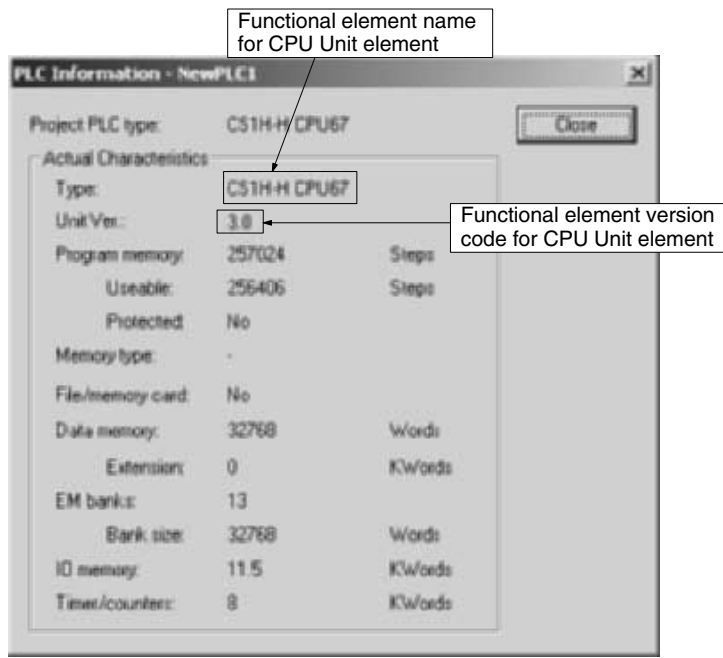 Functional element name
for CPU Unit element
PLC Information - NewPLC1
Project PLC type: CS1H-H CPU67 Close
Actual Characteristics
Type: CS1H-H CPU67
Unit Ver.: 3.0
Functional element version
code for CPU Unit element
Program memory: 257024 Steps
Useable: 256406 Steps
Protected: No
Memory type: -
File/memory card: No
Data memory: 32768 Words
Extension: 0 KWords
EM banks: 13
Bank size: 32768 Words
IO memory: 11.5 KWords
Timer/counters: 8 KWords